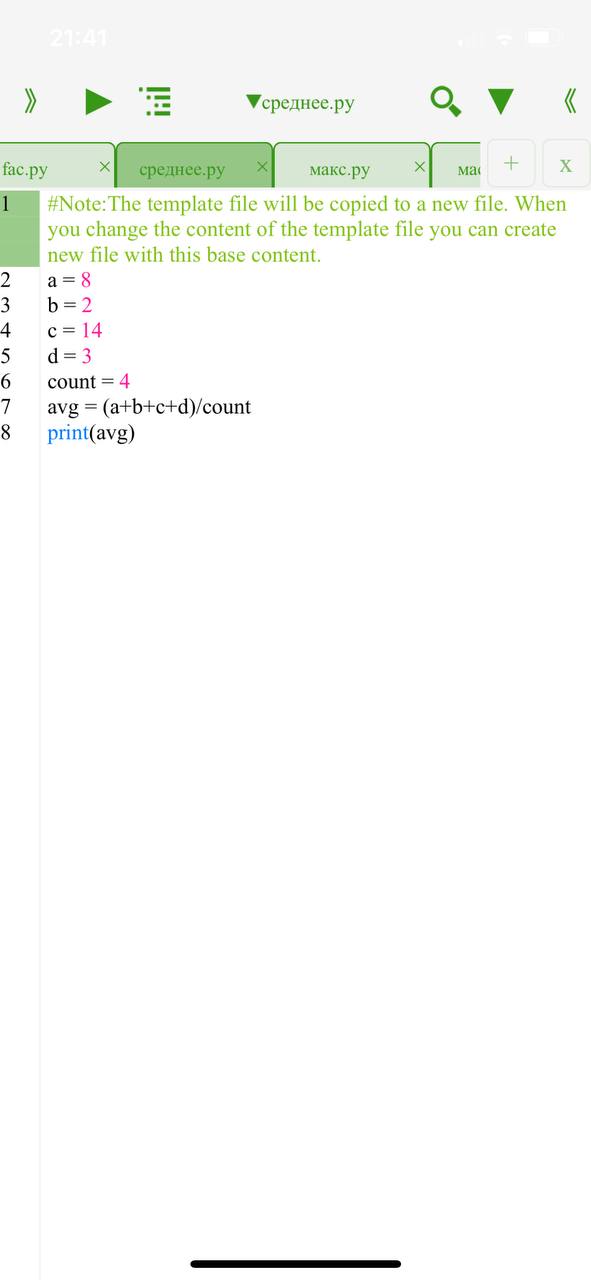 21:41
▼среднее.py
fac.py × среднее.py × макс.py × мас + x
1 #Note:The template file will be copied to a new file. When
you change the content of the template file you can create
new file with this base content.
2 a = 8
3 b = 2
4 c = 14
5 d = 3
6 count = 4
7 avg = (a+b+c+d)/count
8 print(avg)